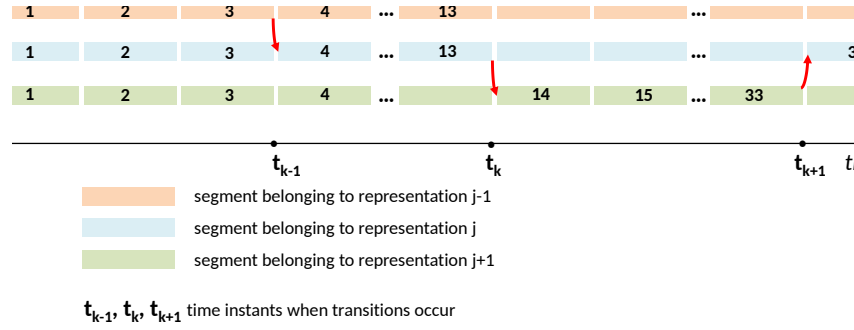 1 2 3 4 ... 13 ...
1 2 3 4 ... 13 ... 3
1 2 3 4 ... 14 15 ... 33
t_{k-1} t_k t_{k+1} t
segment belonging to representation j-1
segment belonging to representation j
segment belonging to representation j+1
t_{k-1}, t_k, t_{k+1} time instants when transitions occur